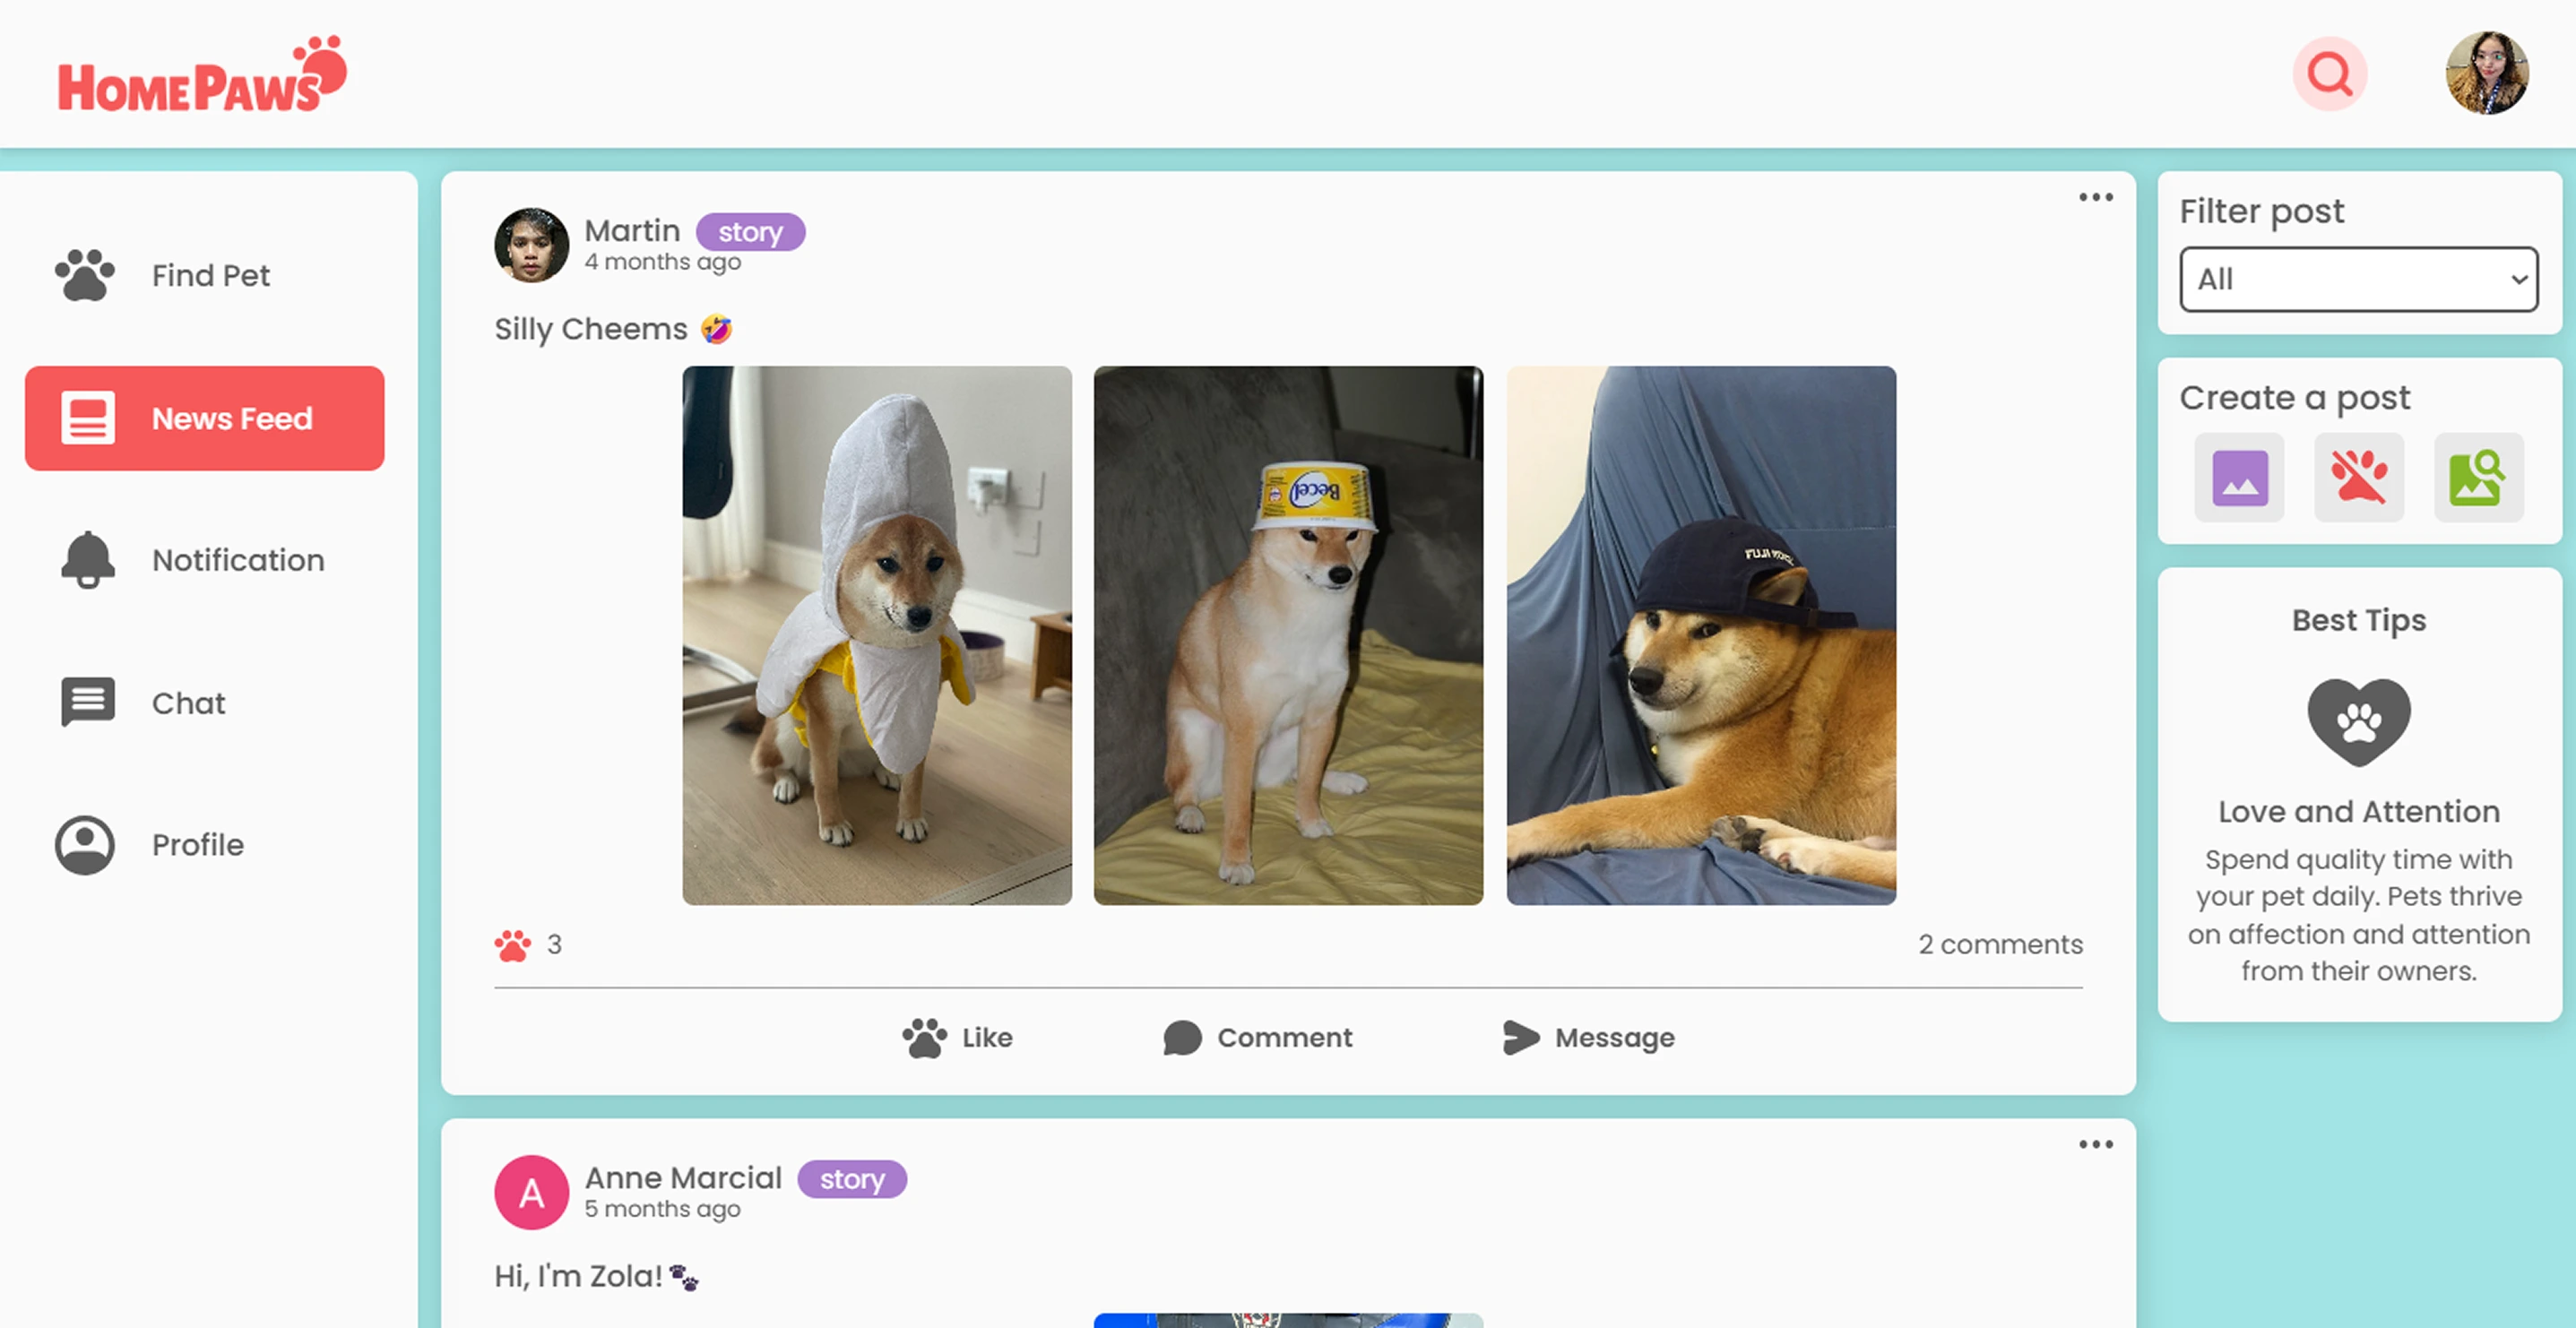 HOMEPAWS
Find Pet
News Feed
Notification
Chat
Profile
Martin story
4 months ago
Silly Cheems 🤣
Becel
FUJI
3
2 comments
Like Comment Message
Anne Marcial story
A
5 months ago
Hi, I'm Zola! 🐾
Filter post
All
Create a post
Best Tips
Love and Attention
Spend quality time with
your pet daily. Pets thrive
on affection and attention
from their owners.